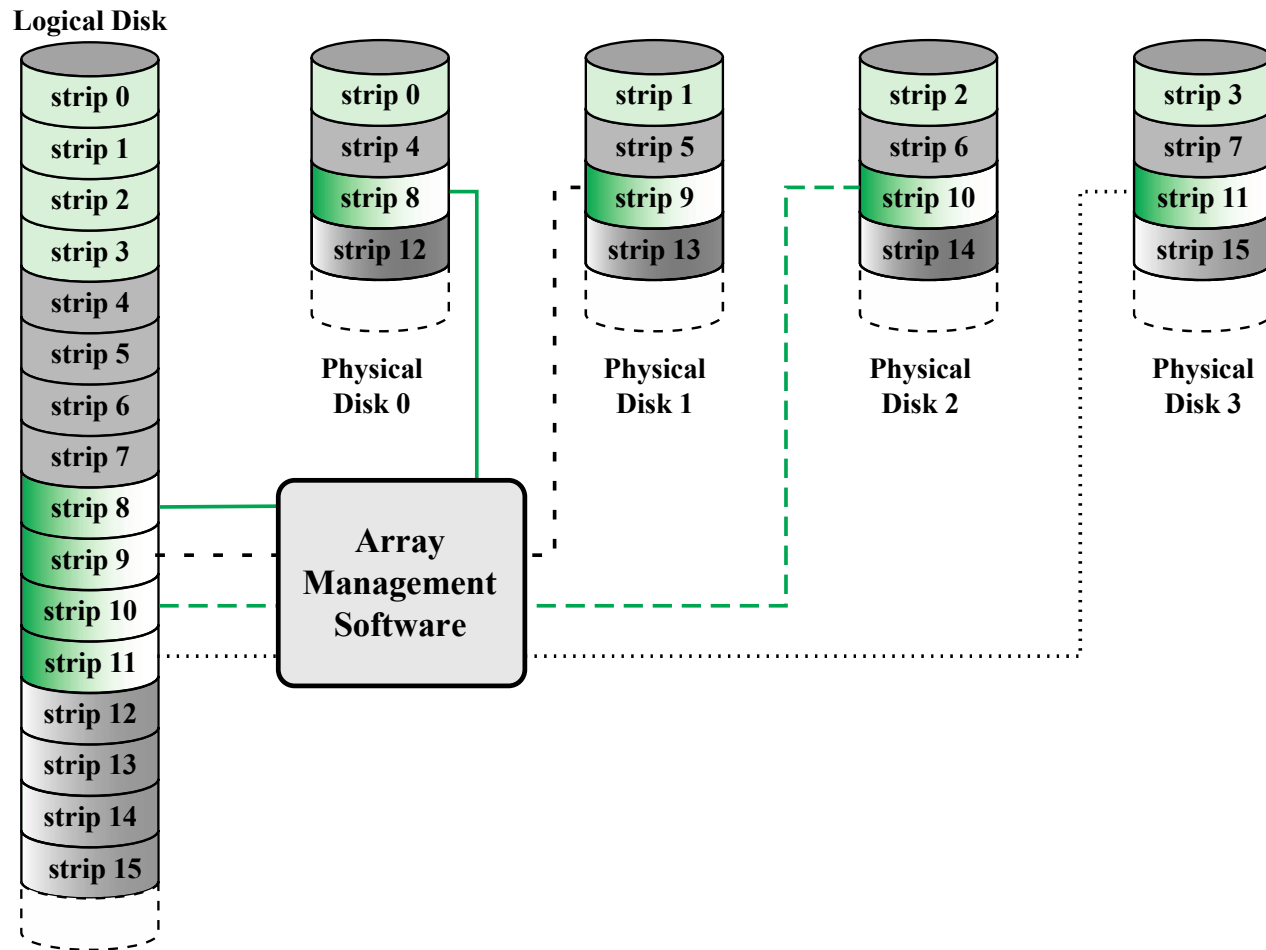 Logical Disk
strip 0
strip 1
strip 2
strip 3
strip 4
strip 5
strip 6
strip 7
strip 8
strip 9
strip 10
strip 11
strip 12
strip 13
strip 14
strip 15
strip 0
strip 4
strip 8
strip 12
Physical
Disk 0
strip 1
strip 5
strip 9
strip 13
Physical
Disk 1
strip 2
strip 6
strip 10
strip 14
Physical
Disk 2
strip 3
strip 7
strip 11
strip 15
Physical
Disk 3
Array
Management
Software